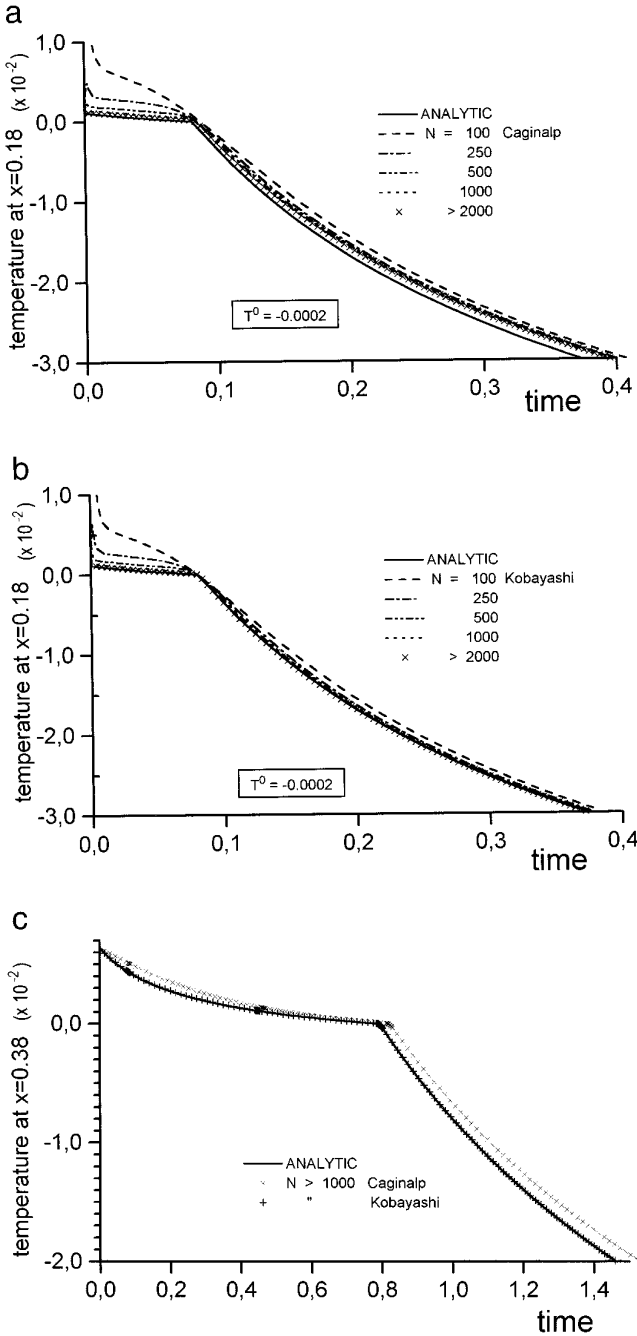 a
temperature at x=0.18 (x 10⁻²)
1,0
0,0
-1,0
-2,0
-3,0
ANALYTIC
N = 100 Caginalp
250
500
1000
× > 2000
T⁰ = -0.0002
0,0 0,1 0,2 0,3 0,4
time
b
temperature at x=0.18 (x 10⁻²)
1,0
0,0
-1,0
-2,0
-3,0
ANALYTIC
N = 100 Kobayashi
250
500
1000
× > 2000
T⁰ = -0.0002
0,0 0,1 0,2 0,3 0,4
time
c
temperature at x=0.38 (x 10⁻²)
0,0
-1,0
-2,0
ANALYTIC
× N > 1000 Caginalp
+ " Kobayashi
0,0 0,2 0,4 0,6 0,8 1,0 1,2 1,4
time